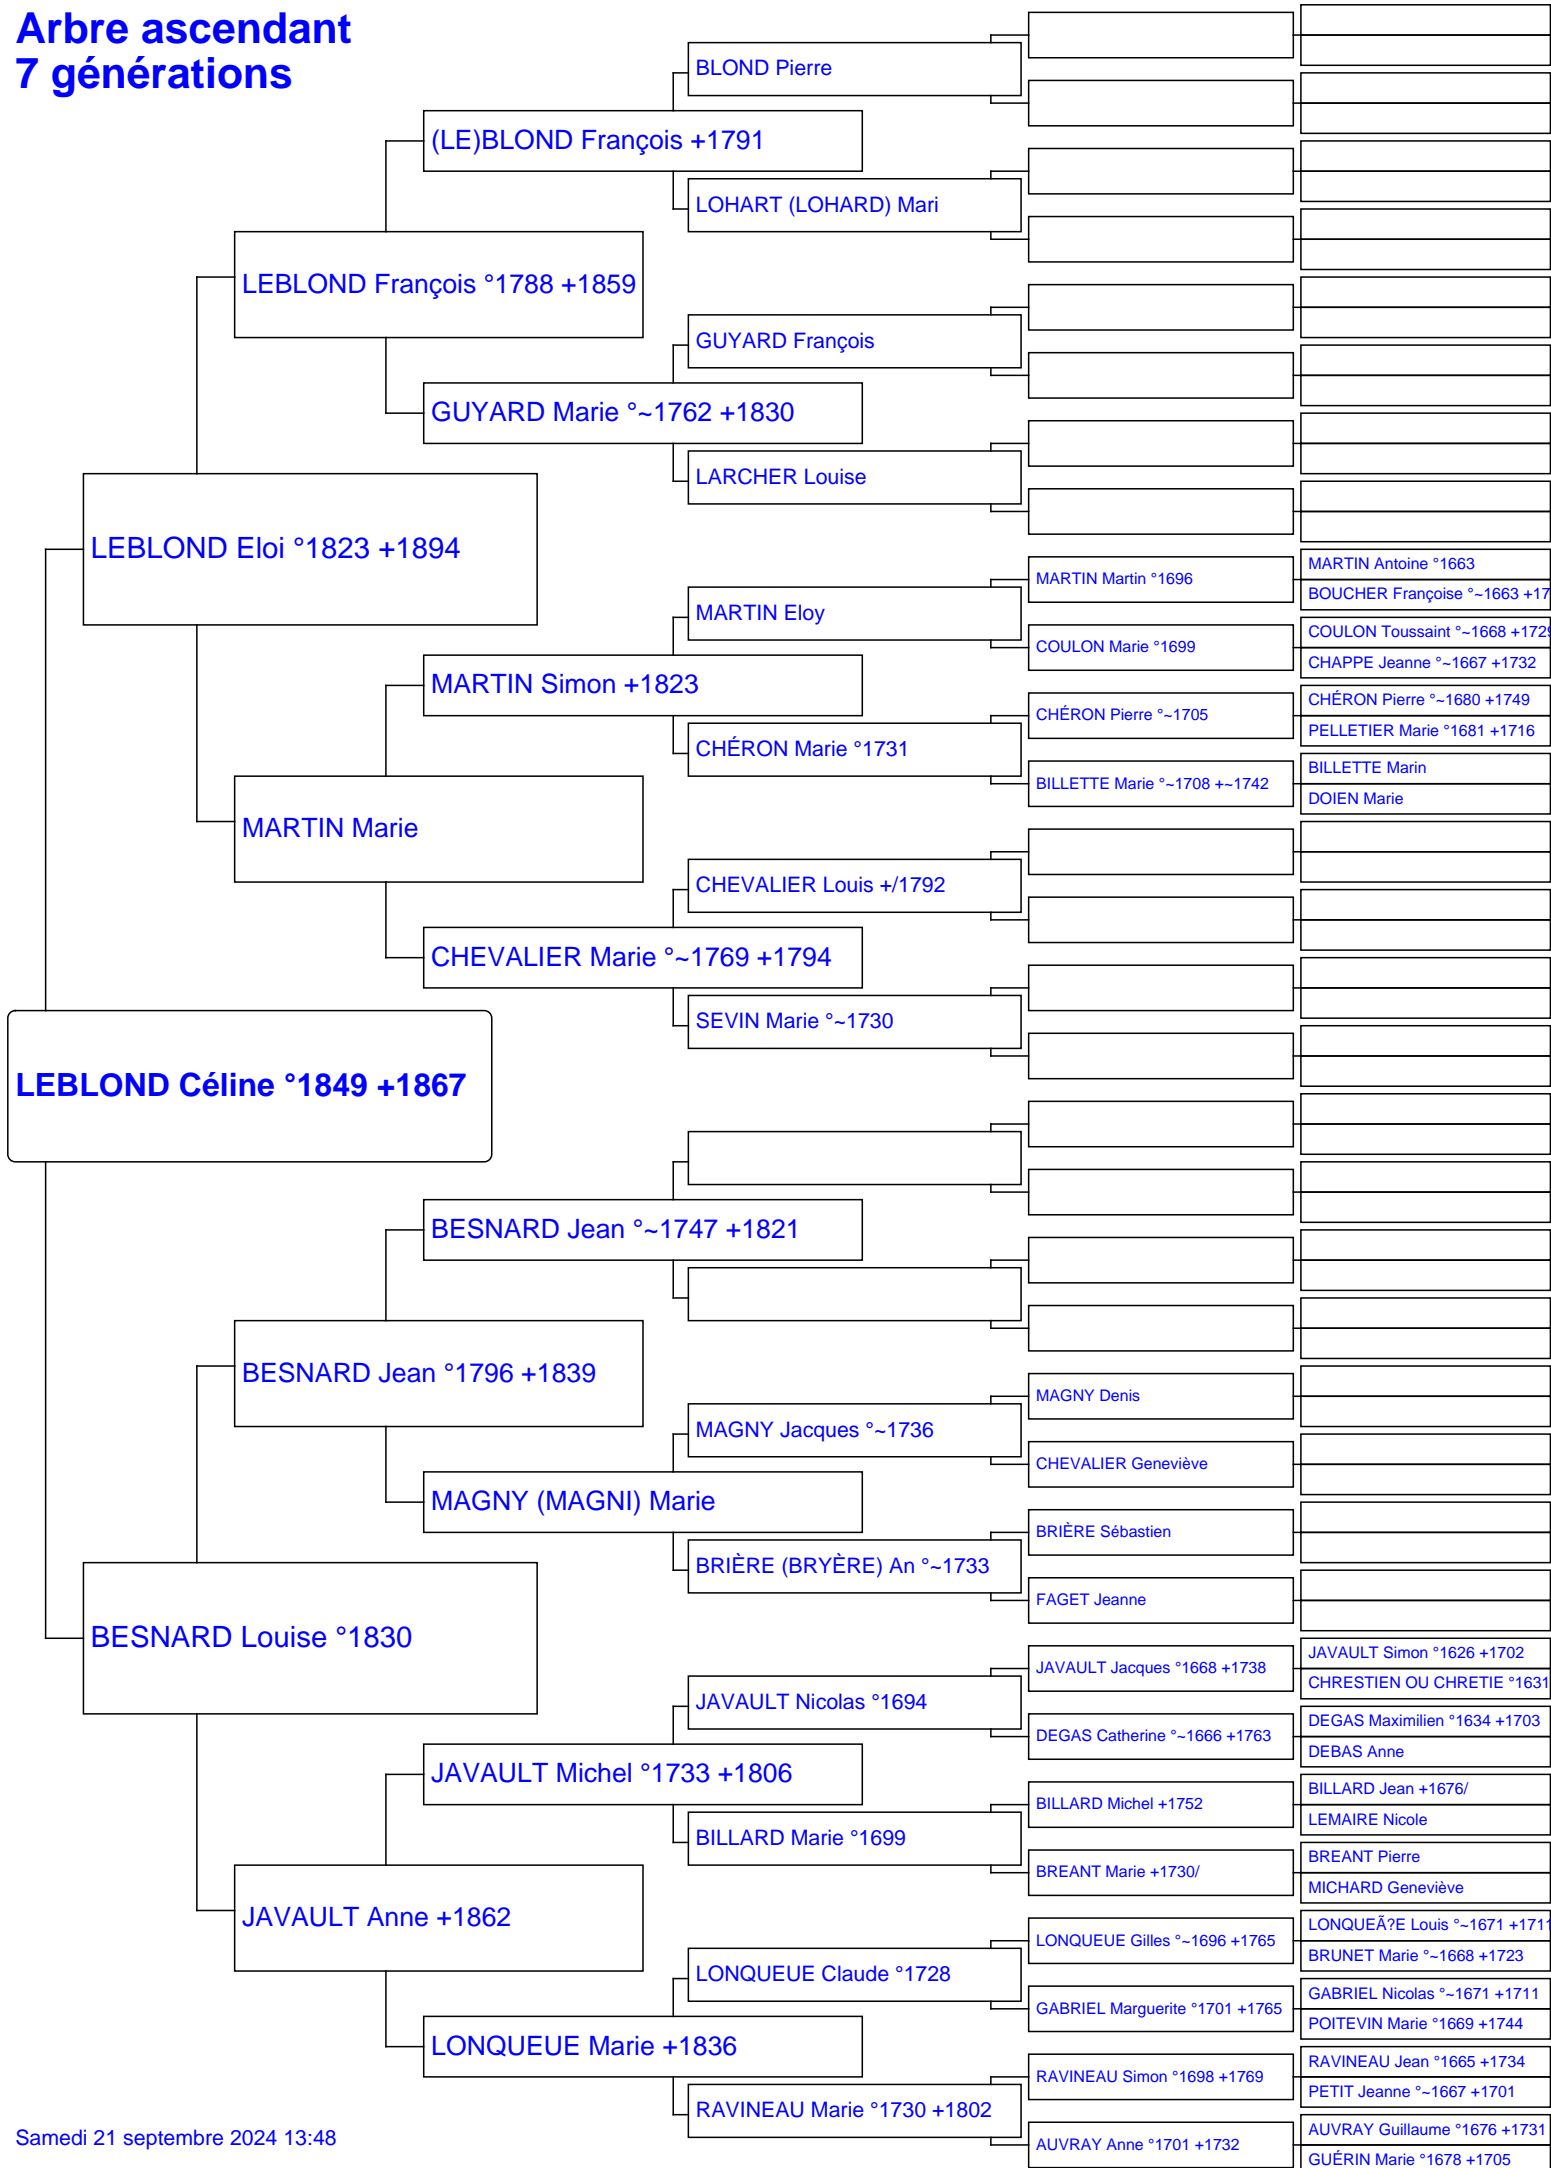 Arbre ascendant
7 générations
BLOND Pierre
(LE)BLOND François +1791
LOHART (LOHARD) Mari
LEBLOND François °1788 +1859
GUYARD François
GUYARD Marie °~1762 +1830
LARCHER Louise
LEBLOND Eloi °1823 +1894
MARTIN Antoine °1663
MARTIN Martin °1696
BOUCHER Françoise °~1663 +17
MARTIN Eloy
COULON Toussaint °~1668 +1729
COULON Marie °1699
CHAPPE Jeanne °~1667 +1732
MARTIN Simon +1823
CHÉRON Pierre °~1680 +1749
CHÉRON Pierre °~1705
PELLETIER Marie °1681 +1716
CHÉRON Marie °1731
BILLETTE Marin
BILLETTE Marie °~1708 +~1742
DOIEN Marie
MARTIN Marie
CHEVALIER Louis +/1792
CHEVALIER Marie °~1769 +1794
SEVIN Marie °~1730
LEBLOND Céline °1849 +1867
BESNARD Jean °~1747 +1821
BESNARD Jean °1796 +1839
MAGNY Denis
MAGNY Jacques °~1736
CHEVALIER Geneviève
MAGNY (MAGNI) Marie
BRIÈRE Sébastien
BRIÈRE (BRYÈRE) An °~1733
FAGET Jeanne
BESNARD Louise °1830
JAVAULT Simon °1626 +1702
JAVAULT Jacques °1668 +1738
CHRESTIEN OU CHRETIE °1631
JAVAULT Nicolas °1694
DEGAS Maximilien °1634 +1703
DEGAS Catherine °~1666 +1763
DEBAS Anne
JAVAULT Michel °1733 +1806
BILLARD Jean +1676/
BILLARD Michel +1752
LEMAIRE Nicole
BILLARD Marie °1699
BREANT Pierre
BREANT Marie +1730/
MICHARD Geneviève
JAVAULT Anne +1862
LONQUEÃ?E Louis °~1671 +1711
LONQUEUE Gilles °~1696 +1765
BRUNET Marie °~1668 +1723
LONQUEUE Claude °1728
GABRIEL Nicolas °~1671 +1711
GABRIEL Marguerite °1701 +1765
POITEVIN Marie °1669 +1744
LONQUEUE Marie +1836
RAVINEAU Jean °1665 +1734
RAVINEAU Simon °1698 +1769
PETIT Jeanne °~1667 +1701
RAVINEAU Marie °1730 +1802
AUVRAY Guillaume °1676 +1731
AUVRAY Anne °1701 +1732
GUÉRIN Marie °1678 +1705
Samedi 21 septembre 2024 13:48